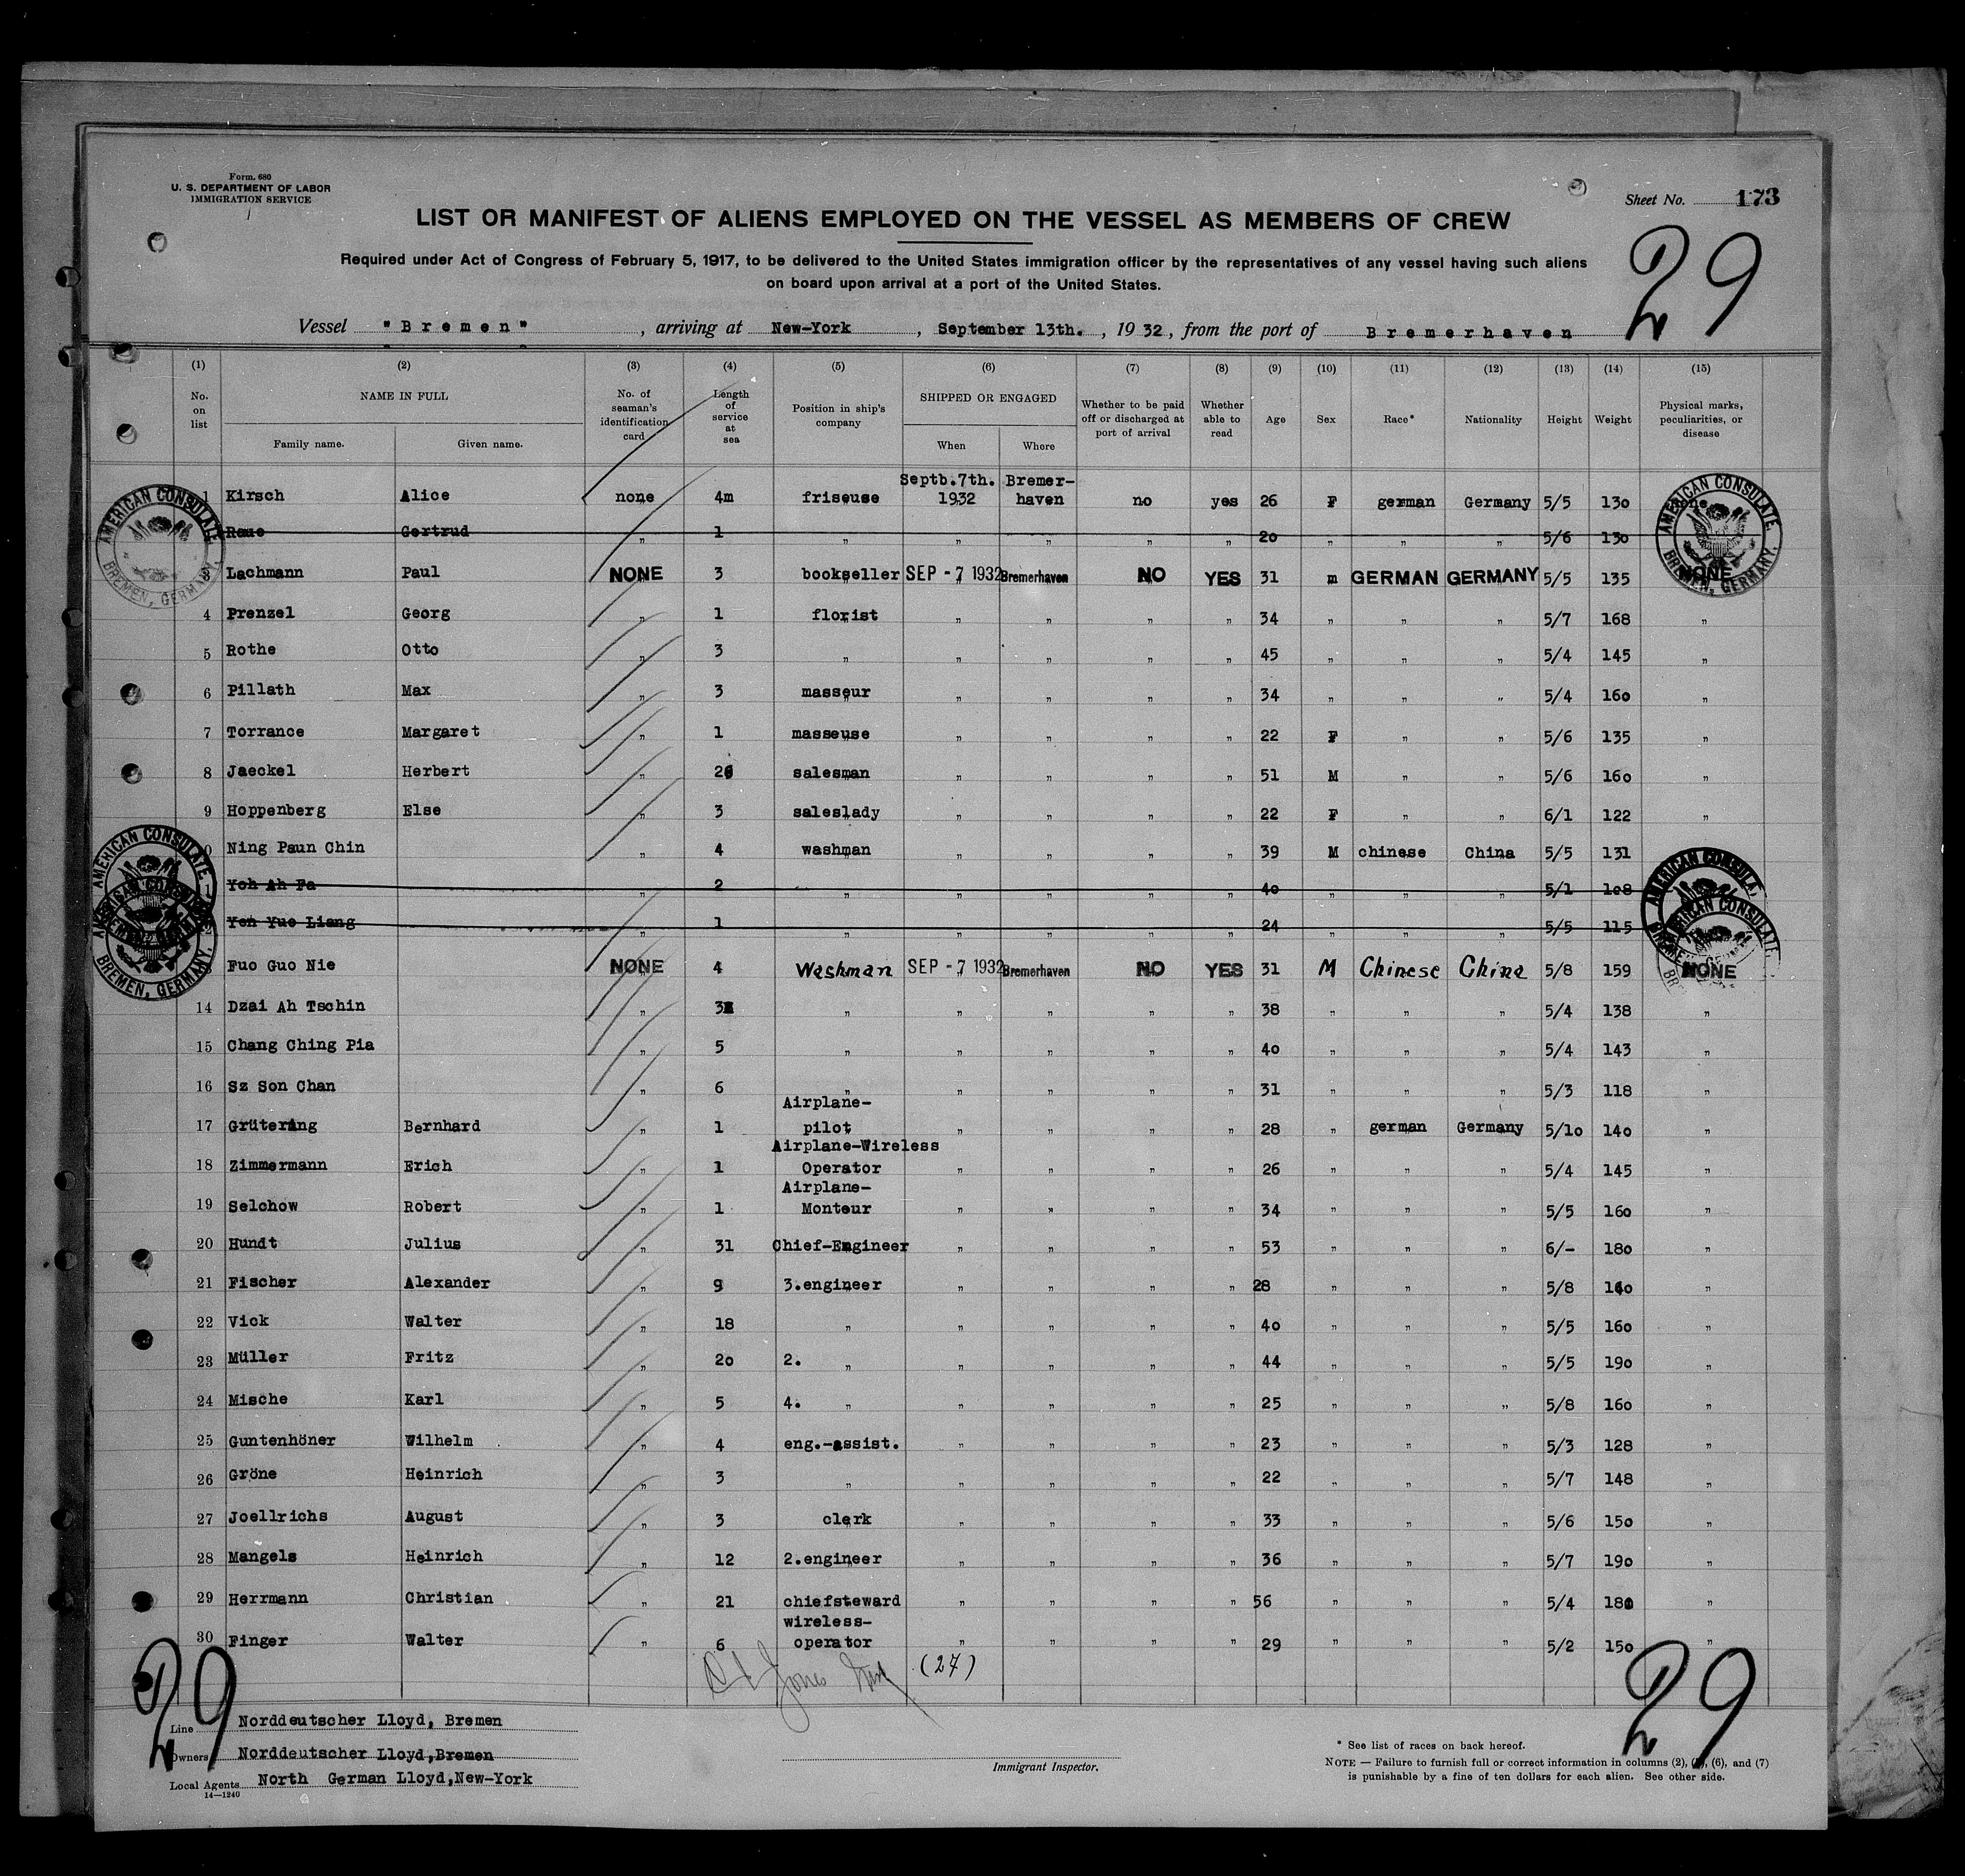 Form. 680
U. S. DEPARTMENT OF LABOR
IMMIGRATION SERVICE
Sheet No. 173
LIST OR MANIFEST OF ALIENS EMPLOYED ON THE VESSEL AS MEMBERS OF CREW
29
Required under Act of Congress of February 5, 1917, to be delivered to the United States immigration officer by the representatives of any vessel having such aliens
on board upon arrival at a port of the United States.
Vessel "Bremen", arriving at New-York, September 13th., 1932, from the port of Bremerhaven
(1) (2) (3) (4) (5) (6) (7) (8) (9) (10) (11) (12) (13) (14) (15)
No. on list NAME IN FULL Family name. Given name. No. of seaman's identification card Length of service at sea Position in ship's company SHIPPED OR ENGAGED When Where Whether to be paid off or discharged at port of arrival Whether able to read Age Sex Race* Nationality Height Weight Physical marks, peculiarities, or disease
1 Kirsch Alice none 4m friseuse Septb.7th. 1932 Bremer-haven no yes 26 F german Germany 5/5 130
Gertrud " 1 " " " " " 20 " " " 5/6 130
3 Lachmann Paul NONE 3 bookseller SEP - 7 1932 Bremerhaven NO YES 31 m GERMAN GERMANY 5/5 135 NONE
4 Prenzel Georg " 1 florist " " " " 34 " " " 5/7 168 "
5 Rothe Otto " 3 " " " " " 45 " " " 5/4 145 "
6 Pillath Max " 3 masseur " " " " 34 " " " 5/4 160 "
7 Torrance Margaret " 1 masseuse " " " " 22 F " " 5/6 135 "
8 Jaeckel Herbert " 26 salesman " " " " 51 M " " 5/6 160 "
9 Hoppenberg Else " 3 saleslady " " " " 22 F " " 6/1 122 "
Ning Paun Chin " 4 washman " " " " 39 M chinese China 5/5 131
Yoh Ah Fa " 2 " " " " " 40 " " " 5/1 108
Yen Yue Liang " 1 " " " " " 24 " " " 5/5 115
Fuo Guo Nie NONE 4 Washman SEP - 7 1932 Bremerhaven NO YES 31 M Chinese China 5/8 159 NONE
14 Dzai Ah Tschin " 3 " " " " " 38 " " " 5/4 138 "
15 Chang Ching Pia " 5 " " " " " 40 " " " 5/4 143 "
16 Sz Son Chan " 6 " " " " " 31 " " " 5/3 118 "
17 Grütering Bernhard " 1 Airplane-pilot " " " " 28 " german Germany 5/10 140 "
18 Zimmermann Erich " 1 Airplane-Wireless Operator " " " " 26 " " " 5/4 145 "
19 Selchow Robert " 1 Airplane-Monteur " " " " 34 " " " 5/5 160 "
20 Hundt Julius " 31 Chief-Engineer " " " " 53 " " " 6/- 180 "
21 Fischer Alexander " 9 3.engineer " " " " 28 " " " 5/8 160 "
22 Vick Walter " 18 " " " " " 40 " " " 5/5 160 "
23 Müller Fritz " 20 2. " " " " " 44 " " " 5/5 190 "
24 Mische Karl " 5 4. " " " " " 25 " " " 5/8 160 "
25 Guntenhöner Wilhelm " 4 eng.-assist. " " " " 23 " " " 5/3 128 "
26 Gröne Heinrich " 3 " " " " " 22 " " " 5/7 148 "
27 Joellrichs August " 3 clerk " " " " 33 " " " 5/6 150 "
28 Mangels Heinrich " 12 2.engineer " " " " 36 " " " 5/7 190 "
29 Herrmann Christian " 21 chiefsteward " " " " 56 " " " 5/4 180 "
30 Finger Walter " 6 wireless-operator " " " " 29 " " " 5/2 150 "
AMERICAN CONSULATE BREMEN, GERMANY.
AMERICAN CONSULATE BREMEN, GERMANY.
AMERICAN CONSULATE BREMEN, GERMANY.
AMERICAN CONSULATE
(27)
29
29
Line Norddeutscher Lloyd, Bremen
Owners Norddeutscher Lloyd,Bremen
Local Agents North German Lloyd,New-York
14—1240
Immigrant Inspector.
* See list of races on back hereof.
NOTE — Failure to furnish full or correct information in columns (2), (6), and (7)
is punishable by a fine of ten dollars for each alien. See other side.